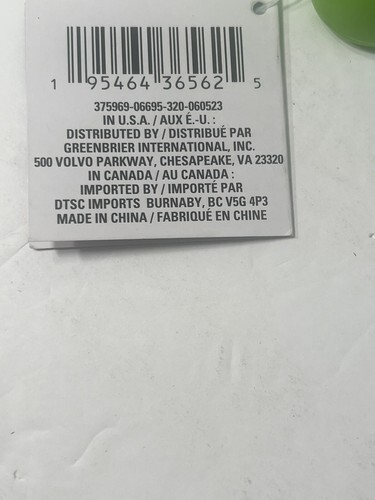 1 95464 36562 5
375969-06695-320-060523
IN U.S.A. / AUX É.-U. :
DISTRIBUTED BY / DISTRIBUÉ PAR
GREENBRIER INTERNATIONAL, INC.
500 VOLVO PARKWAY, CHESAPEAKE, VA 23320
IN CANADA / AU CANADA :
IMPORTED BY / IMPORTÉ PAR
DTSC IMPORTS BURNABY, BC V5G 4P3
MADE IN CHINA / FABRIQUÉ EN CHINE